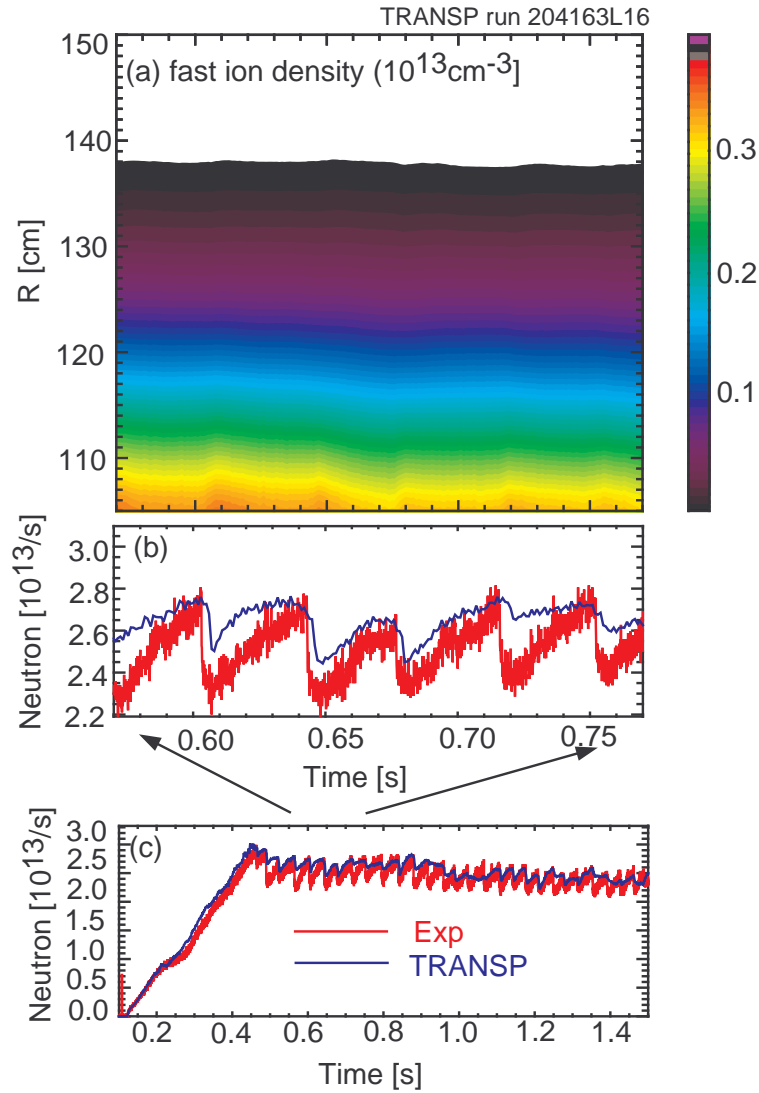 TRANSP run 204163L16
(a) fast ion density (10^13cm^-3]
150
140
130
120
110
R [cm]
0.3
0.2
0.1
(b)
3.0
2.8
2.6
2.4
2.2
Neutron [10^13/s]
0.60 0.65 0.70 0.75
Time [s]
(c)
3.0
2.5
2.0
1.5
1.0
0.5
0.0
Neutron [10^13/s]
Exp
TRANSP
0.2 0.4 0.6 0.8 1.0 1.2 1.4
Time [s]